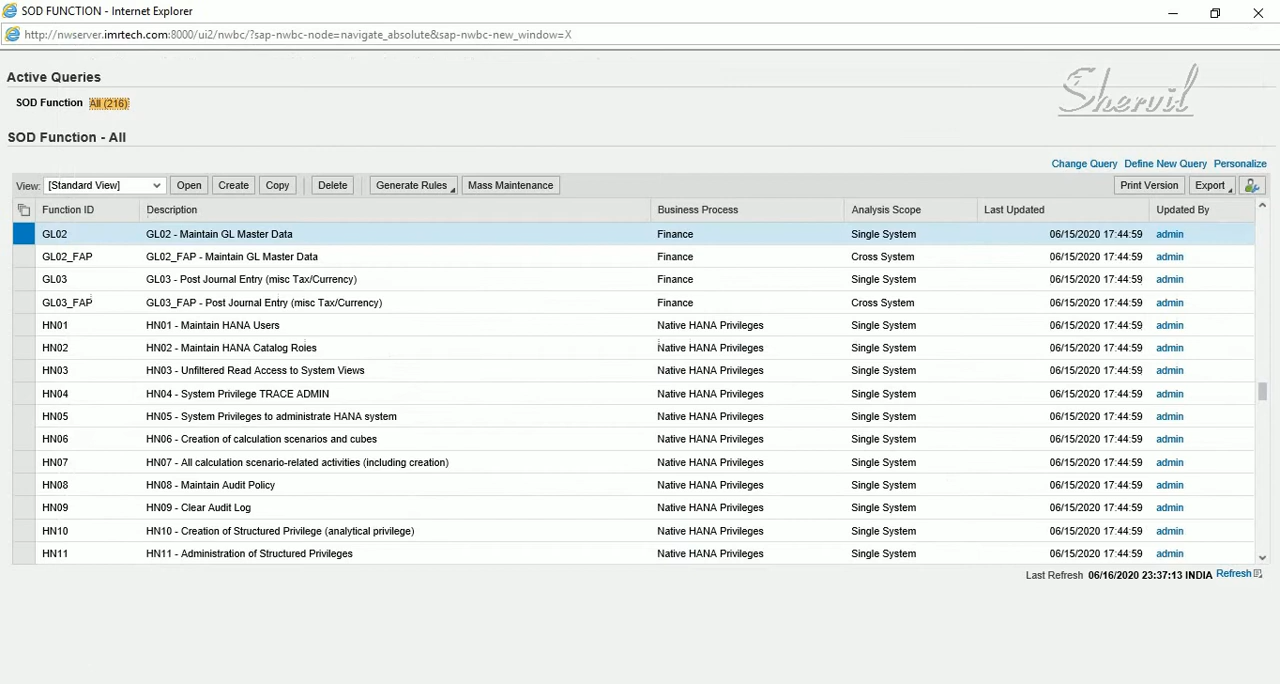 SOD FUNCTION - Internet Explorer
http://nwserver.imrtech.com:8000/ui2/nwbc/?sap-nwbc-node=navigate_absolute&sap-nwbc-new_window=X
Active Queries
Shervil
SOD Function All (216)
SOD Function - All
Change Query Define New Query Personalize
View: [Standard View] Open Create Copy Delete Generate Rules Mass Maintenance Print Version Export
Function ID Description Business Process Analysis Scope Last Updated Updated By
GL02 GL02 - Maintain GL Master Data Finance Single System 06/15/2020 17:44:59 admin
GL02_FAP GL02_FAP - Maintain GL Master Data Finance Cross System 06/15/2020 17:44:59 admin
GL03 GL03 - Post Journal Entry (misc Tax/Currency) Finance Single System 06/15/2020 17:44:59 admin
GL03_FAP GL03_FAP - Post Journal Entry (misc Tax/Currency) Finance Cross System 06/15/2020 17:44:59 admin
HN01 HN01 - Maintain HANA Users Native HANA Privileges Single System 06/15/2020 17:44:59 admin
HN02 HN02 - Maintain HANA Catalog Roles Native HANA Privileges Single System 06/15/2020 17:44:59 admin
HN03 HN03 - Unfiltered Read Access to System Views Native HANA Privileges Single System 06/15/2020 17:44:59 admin
HN04 HN04 - System Privilege TRACE ADMIN Native HANA Privileges Single System 06/15/2020 17:44:59 admin
HN05 HN05 - System Privileges to administrate HANA system Native HANA Privileges Single System 06/15/2020 17:44:59 admin
HN06 HN06 - Creation of calculation scenarios and cubes Native HANA Privileges Single System 06/15/2020 17:44:59 admin
HN07 HN07 - All calculation scenario-related activities (including creation) Native HANA Privileges Single System 06/15/2020 17:44:59 admin
HN08 HN08 - Maintain Audit Policy Native HANA Privileges Single System 06/15/2020 17:44:59 admin
HN09 HN09 - Clear Audit Log Native HANA Privileges Single System 06/15/2020 17:44:59 admin
HN10 HN10 - Creation of Structured Privilege (analytical privilege) Native HANA Privileges Single System 06/15/2020 17:44:59 admin
HN11 HN11 - Administration of Structured Privileges Native HANA Privileges Single System 06/15/2020 17:44:59 admin
Last Refresh 06/16/2020 23:37:13 INDIA Refresh